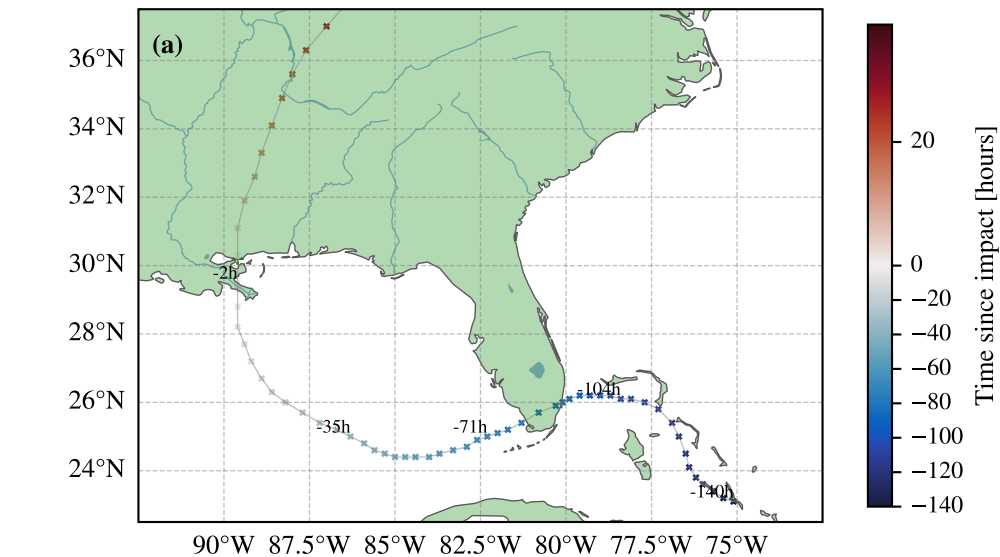 (a)
36°N
34°N
32°N
30°N
28°N
26°N
24°N
90°W
87.5°W
85°W
82.5°W
80°W
77.5°W
75°W
-2h
-35h
-71h
-104h
-140h
20
0
−20
−40
−60
−80
−100
−120
−140
Time since impact [hours]